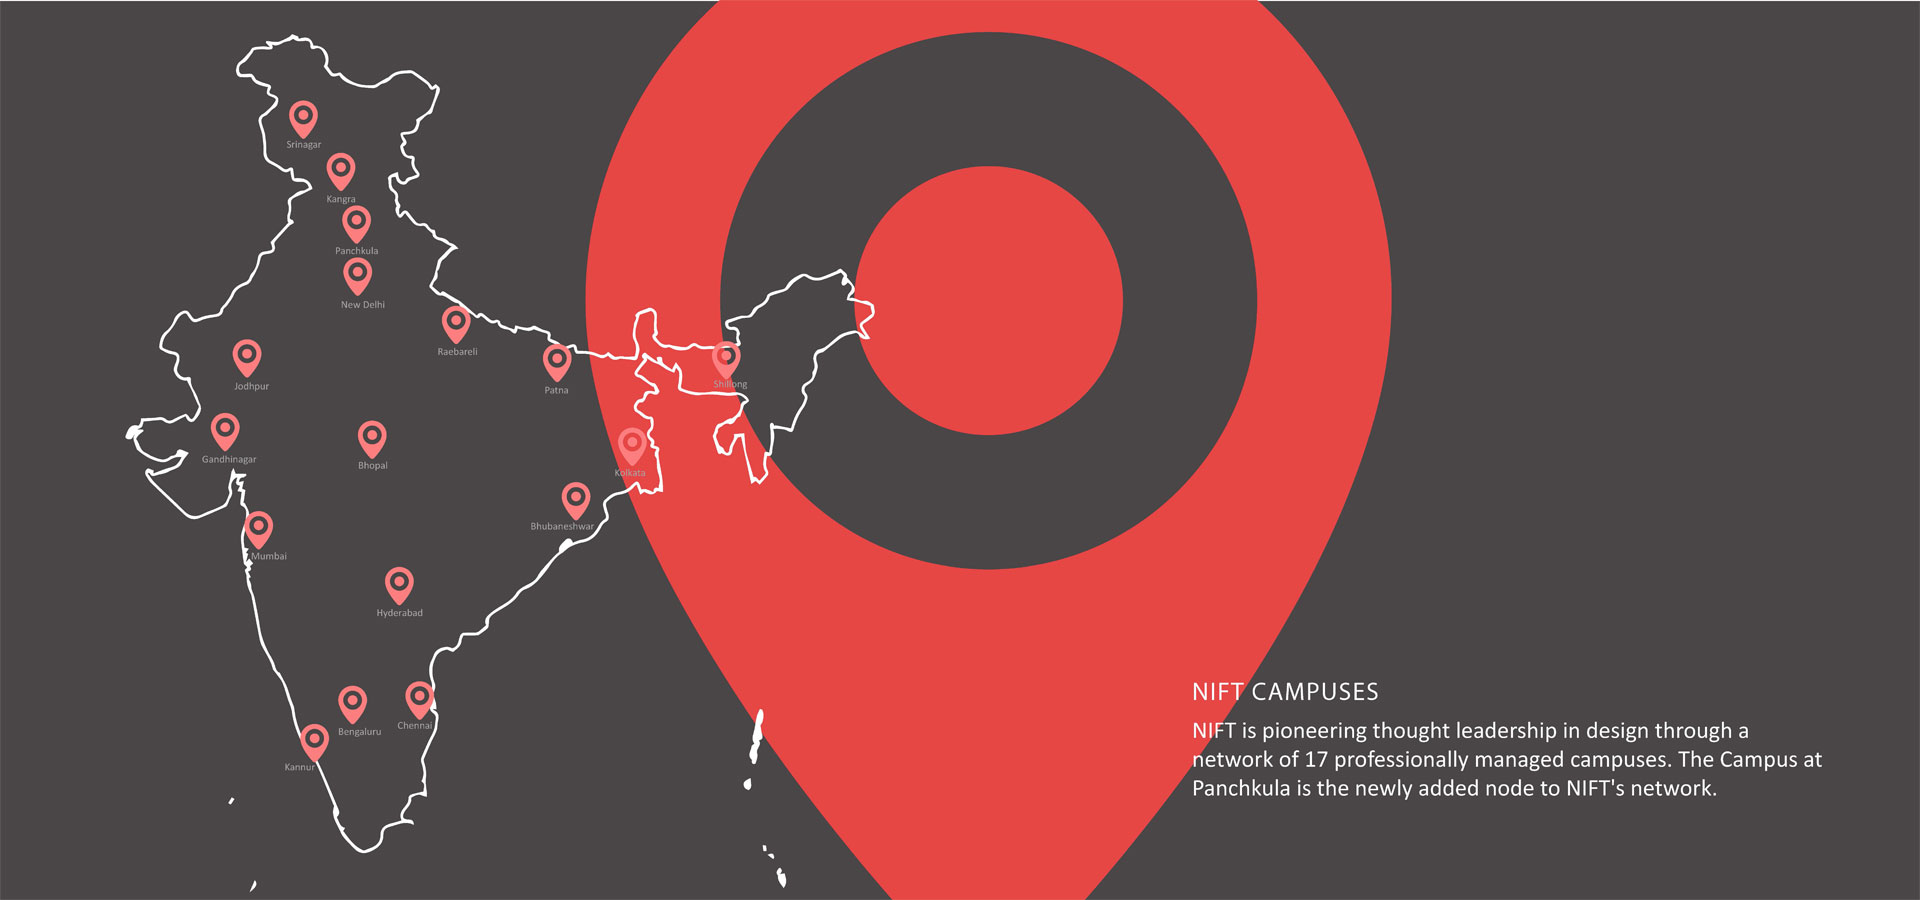 Srinagar
Kangra
Panchkula
New Delhi
Raebareli
Jodhpur
Patna
Shillong
Gandhinagar
Bhopal
Kolkata
Bhubaneshwar
Mumbai
Hyderabad
Bengaluru
Chennai
Kannur
NIFT CAMPUSES
NIFT is pioneering thought leadership in design through a
network of 17 professionally managed campuses. The Campus at
Panchkula is the newly added node to NIFT's network.